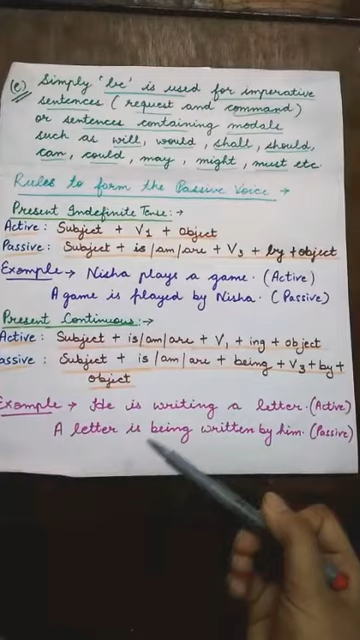 (e) Simply 'be' is used for imperative
sentences (request and command)
or sentences containing modals
such as will, would, shall, should,
can, could, may, might, must etc.
Rules to form the Passive Voice →
Present Indefinite Tense:→
Active: Subject + V1 + object
Passive: Subject + is/am/are + V3 + by + object
Example → Nisha plays a game. (Active)
A game is played by Nisha. (Passive)
Present Continuous:→
Active: Subject + is/am/are + V1 + ing + object
Passive: Subject + is/am/are + being + V3 + by +
object
Example → He is writing a letter. (Active)
A letter is being written by him. (Passive)